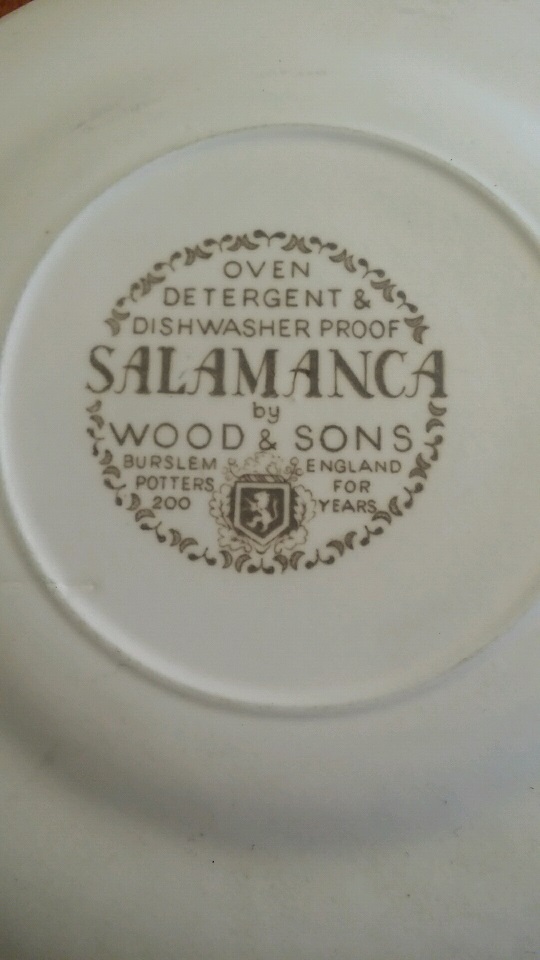 OVEN
DETERGENT &
DISHWASHER PROOF
SALAMANCA
by
WOOD & SONS
BURSLEM ENGLAND
POTTERS FOR
200 YEARS